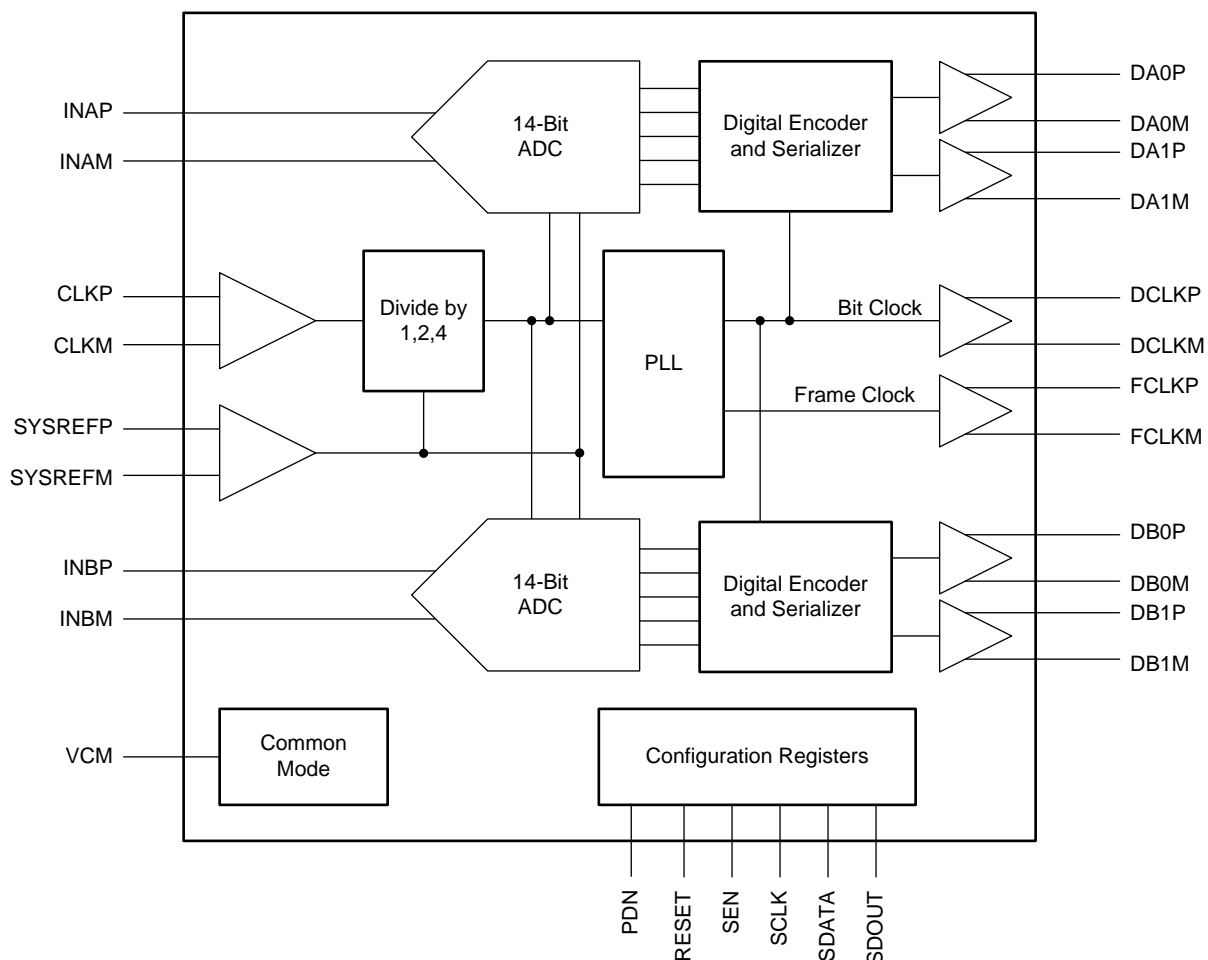 INAP
INAM
14-Bit
ADC
Digital Encoder
and Serializer
DA0P
DA0M
DA1P
DA1M
CLKP
CLKM
Divide by
1,2,4
PLL
Bit Clock
Frame Clock
DCLKP
DCLKM
FCLKP
FCLKM
SYSREFP
SYSREFM
INBP
INBM
14-Bit
ADC
Digital Encoder
and Serializer
DB0P
DB0M
DB1P
DB1M
VCM
Common
Mode
Configuration Registers
PDN
RESET
SEN
SCLK
SDATA
SDOUT